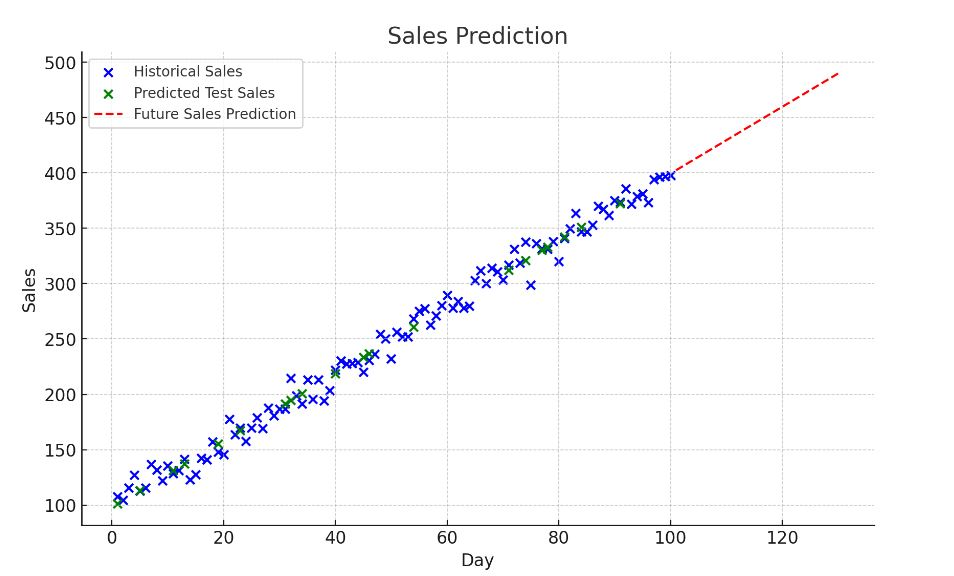 Sales Prediction
500
450
400
350
300
250
200
150
100
Sales
Historical Sales
Predicted Test Sales
Future Sales Prediction
0 20 40 60 80 100 120
Day